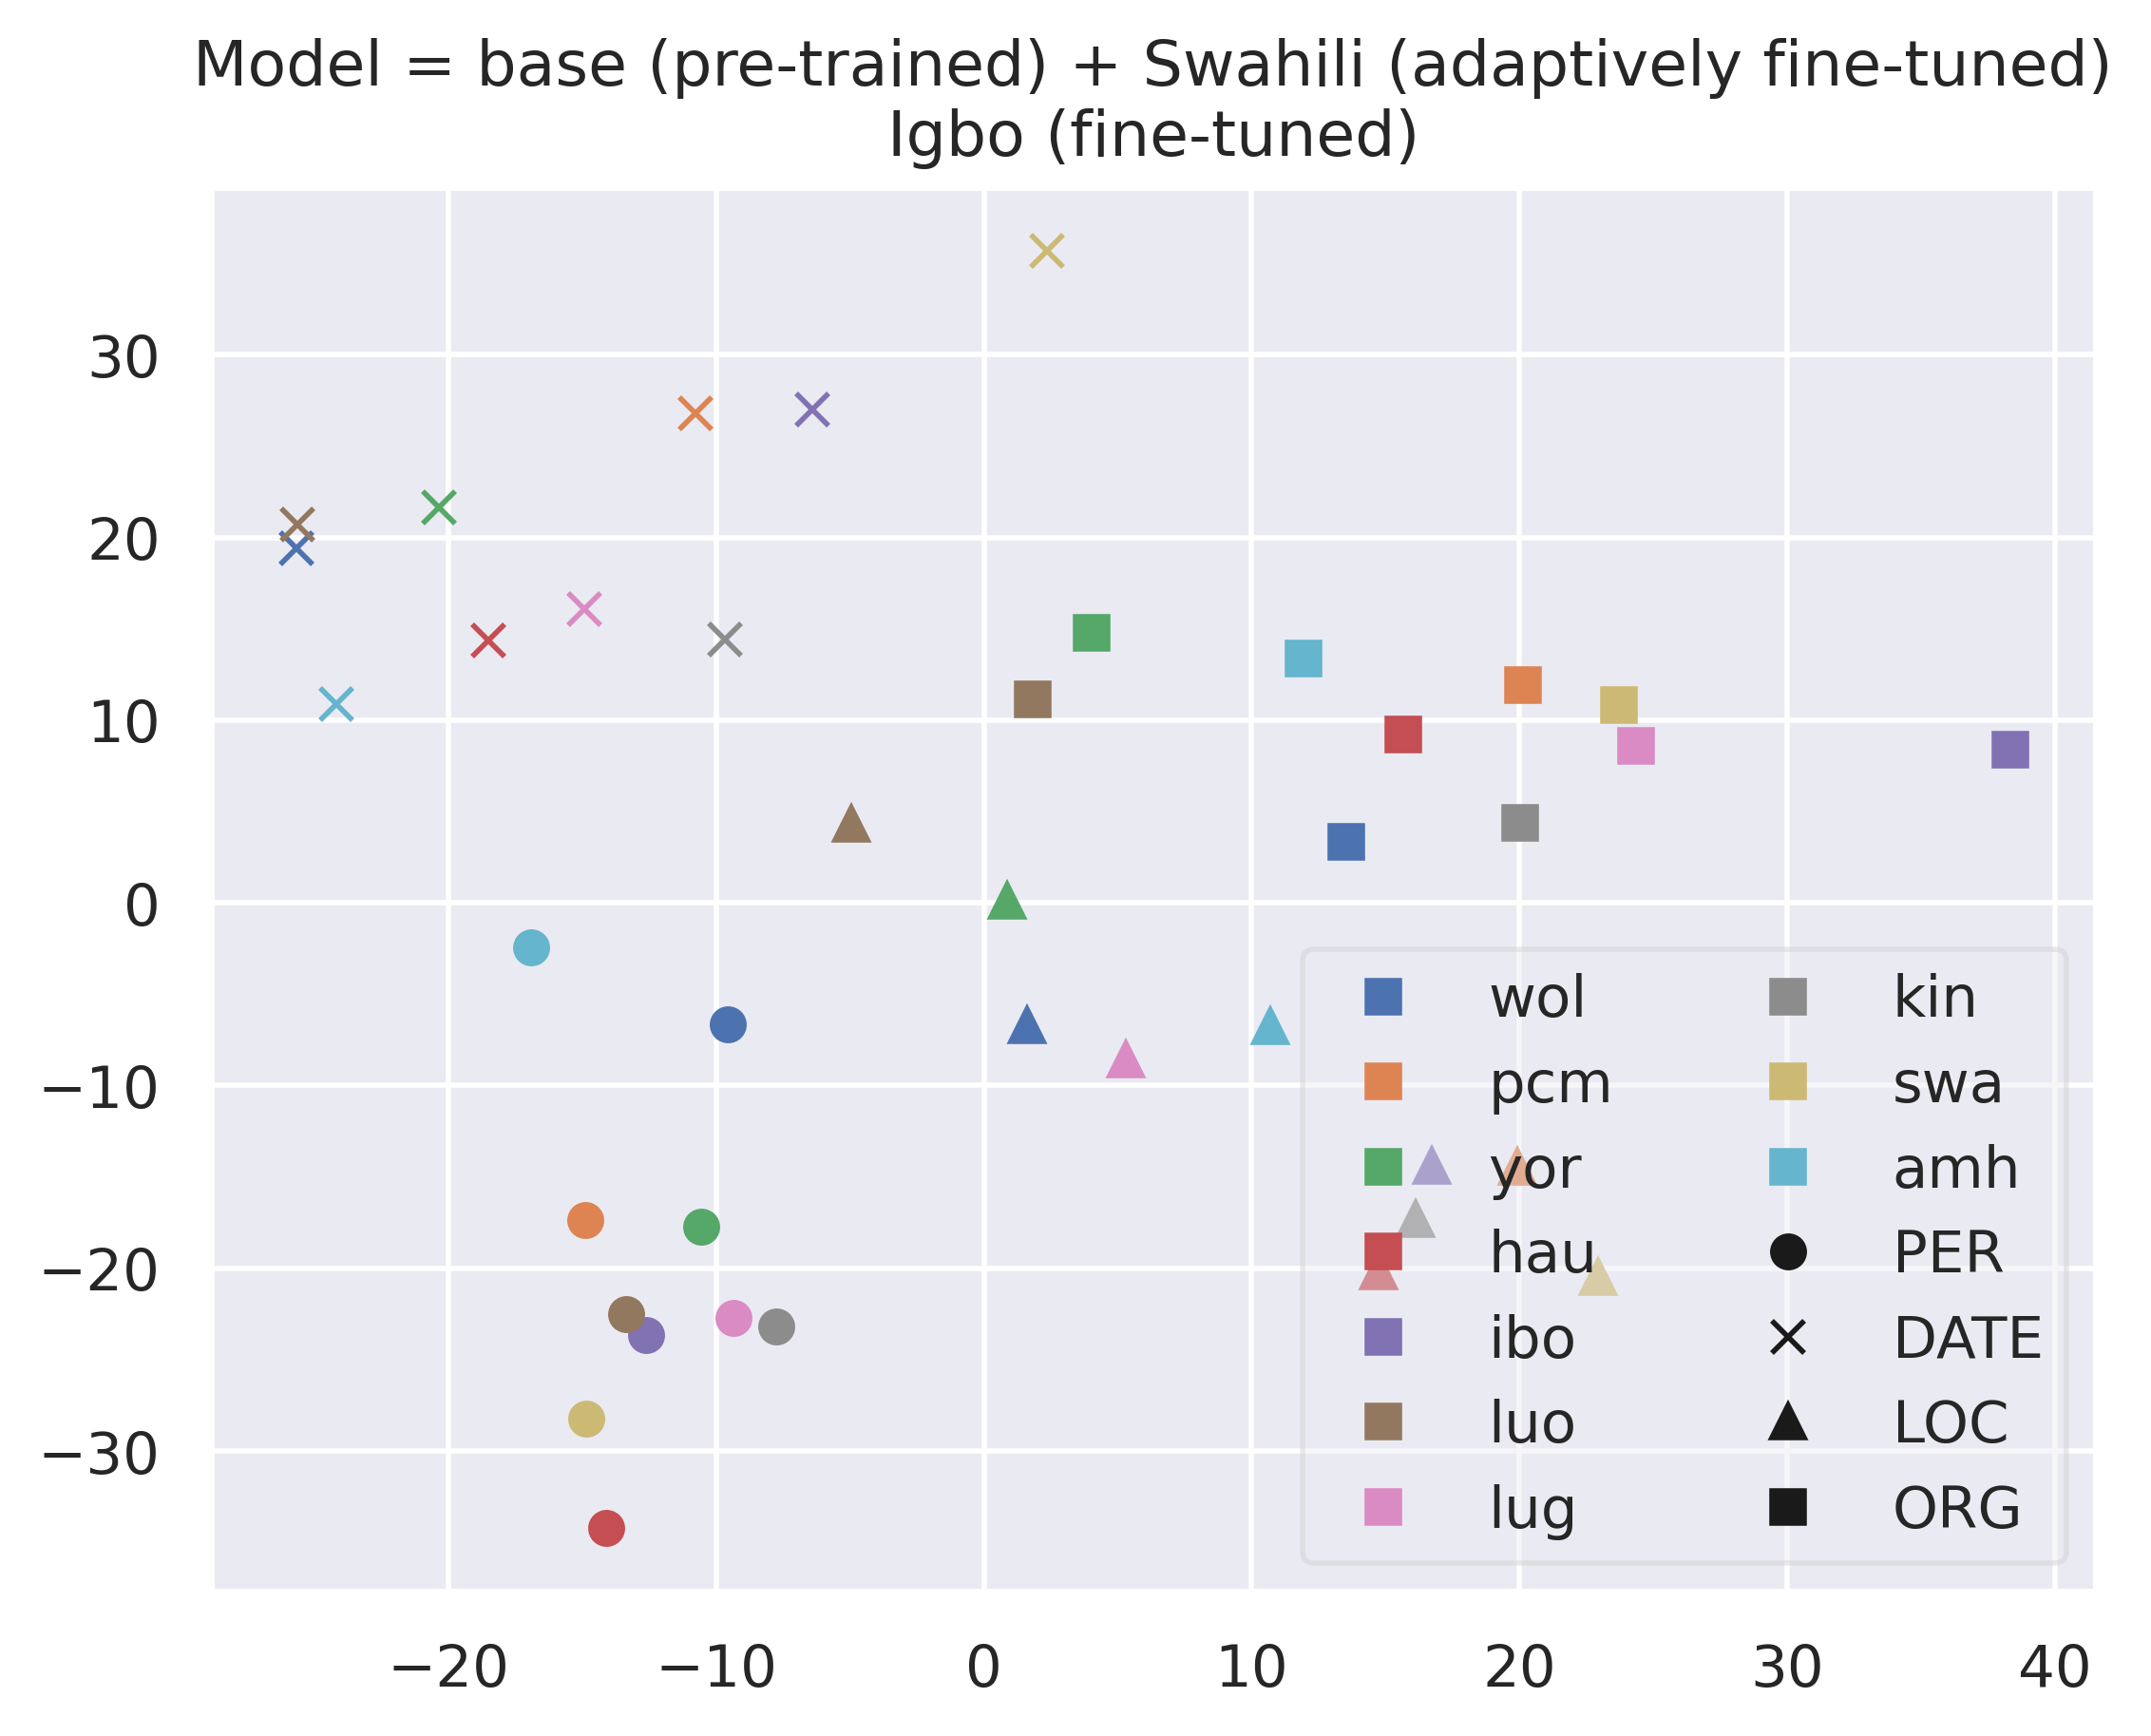 Model = base (pre-trained) + Swahili (adaptively fine-tuned)
Igbo (fine-tuned)
30
20
10
0
−10
−20
−30
−20
−10
0
10
20
30
40
wol
pcm
yor
hau
ibo
luo
lug
kin
swa
amh
PER
DATE
LOC
ORG